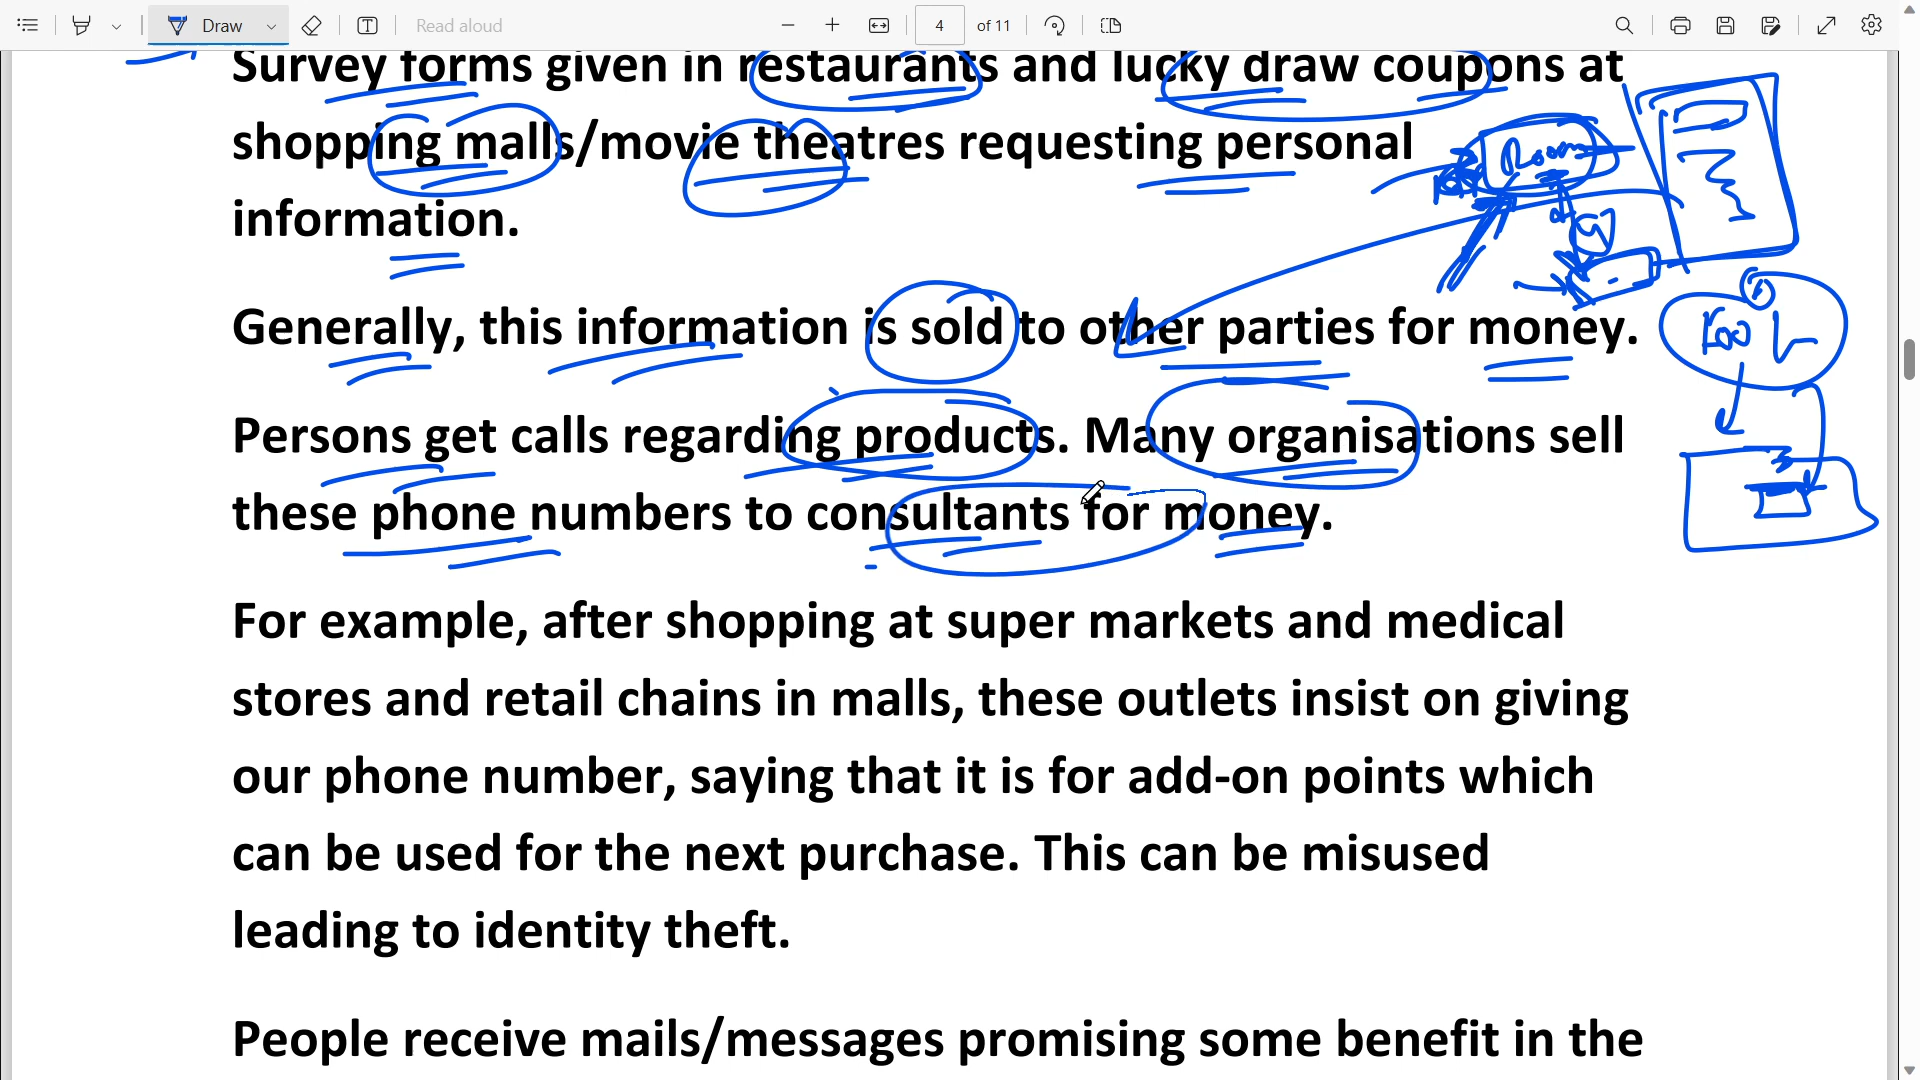 Draw
Read aloud
4 of 11
Survey forms given in restaurants and lucky draw coupons at
shopping malls/movie theatres requesting personal
information.
Room
Generally, this information is sold to other parties for money.
Persons get calls regarding products. Many organisations sell
these phone numbers to consultants for money.
For example, after shopping at super markets and medical
stores and retail chains in malls, these outlets insist on giving
our phone number, saying that it is for add-on points which
can be used for the next purchase. This can be misused
leading to identity theft.
People receive mails/messages promising some benefit in the